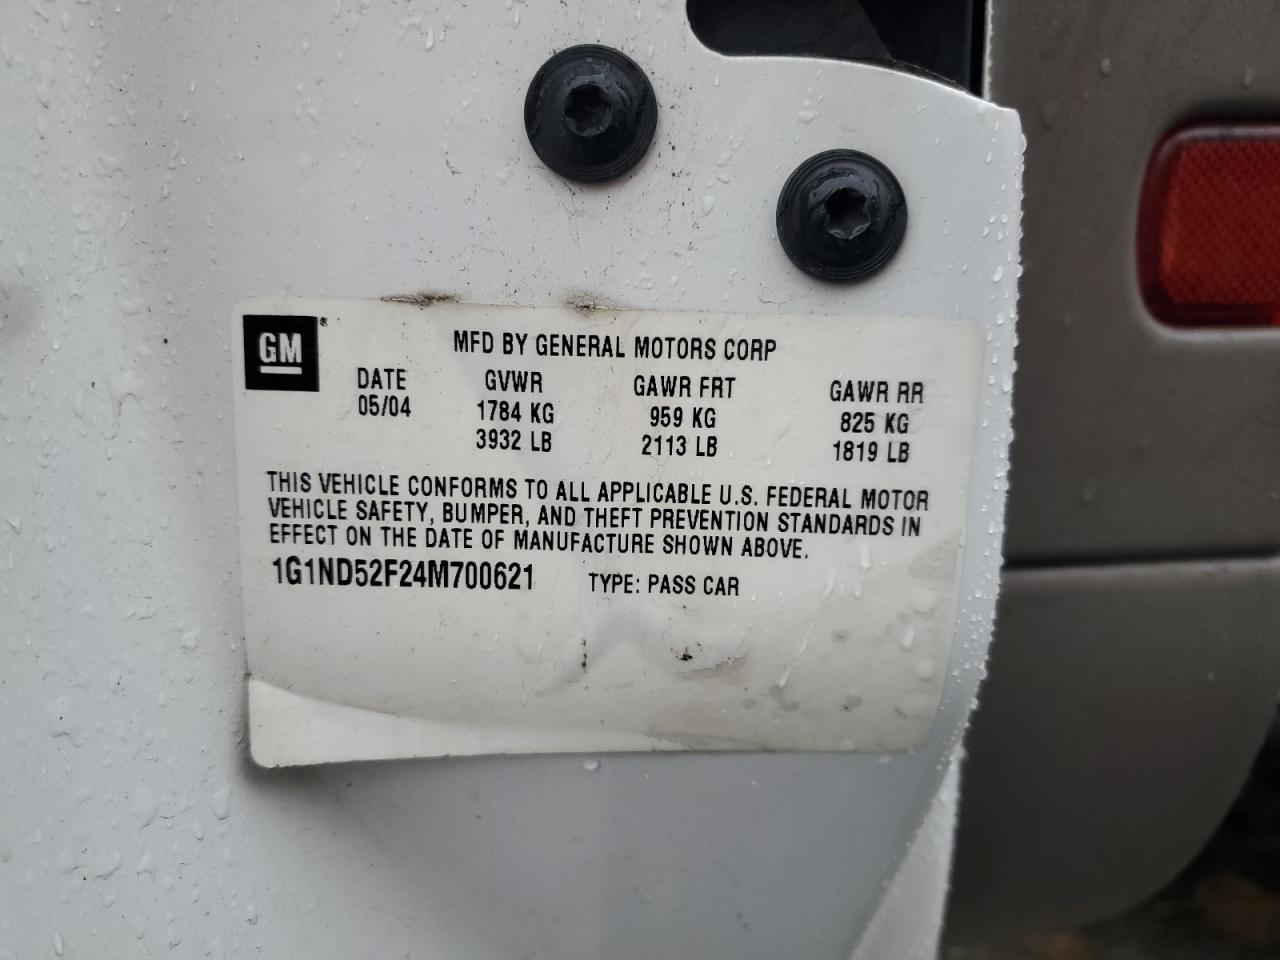 GM®
MFD BY GENERAL MOTORS CORP
DATE GVWR GAWR FRT GAWR RR
05/04 1784 KG 959 KG 825 KG
3932 LB 2113 LB 1819 LB
THIS VEHICLE CONFORMS TO ALL APPLICABLE U.S. FEDERAL MOTOR
VEHICLE SAFETY, BUMPER, AND THEFT PREVENTION STANDARDS IN
EFFECT ON THE DATE OF MANUFACTURE SHOWN ABOVE.
1G1ND52F24M700621 TYPE: PASS CAR